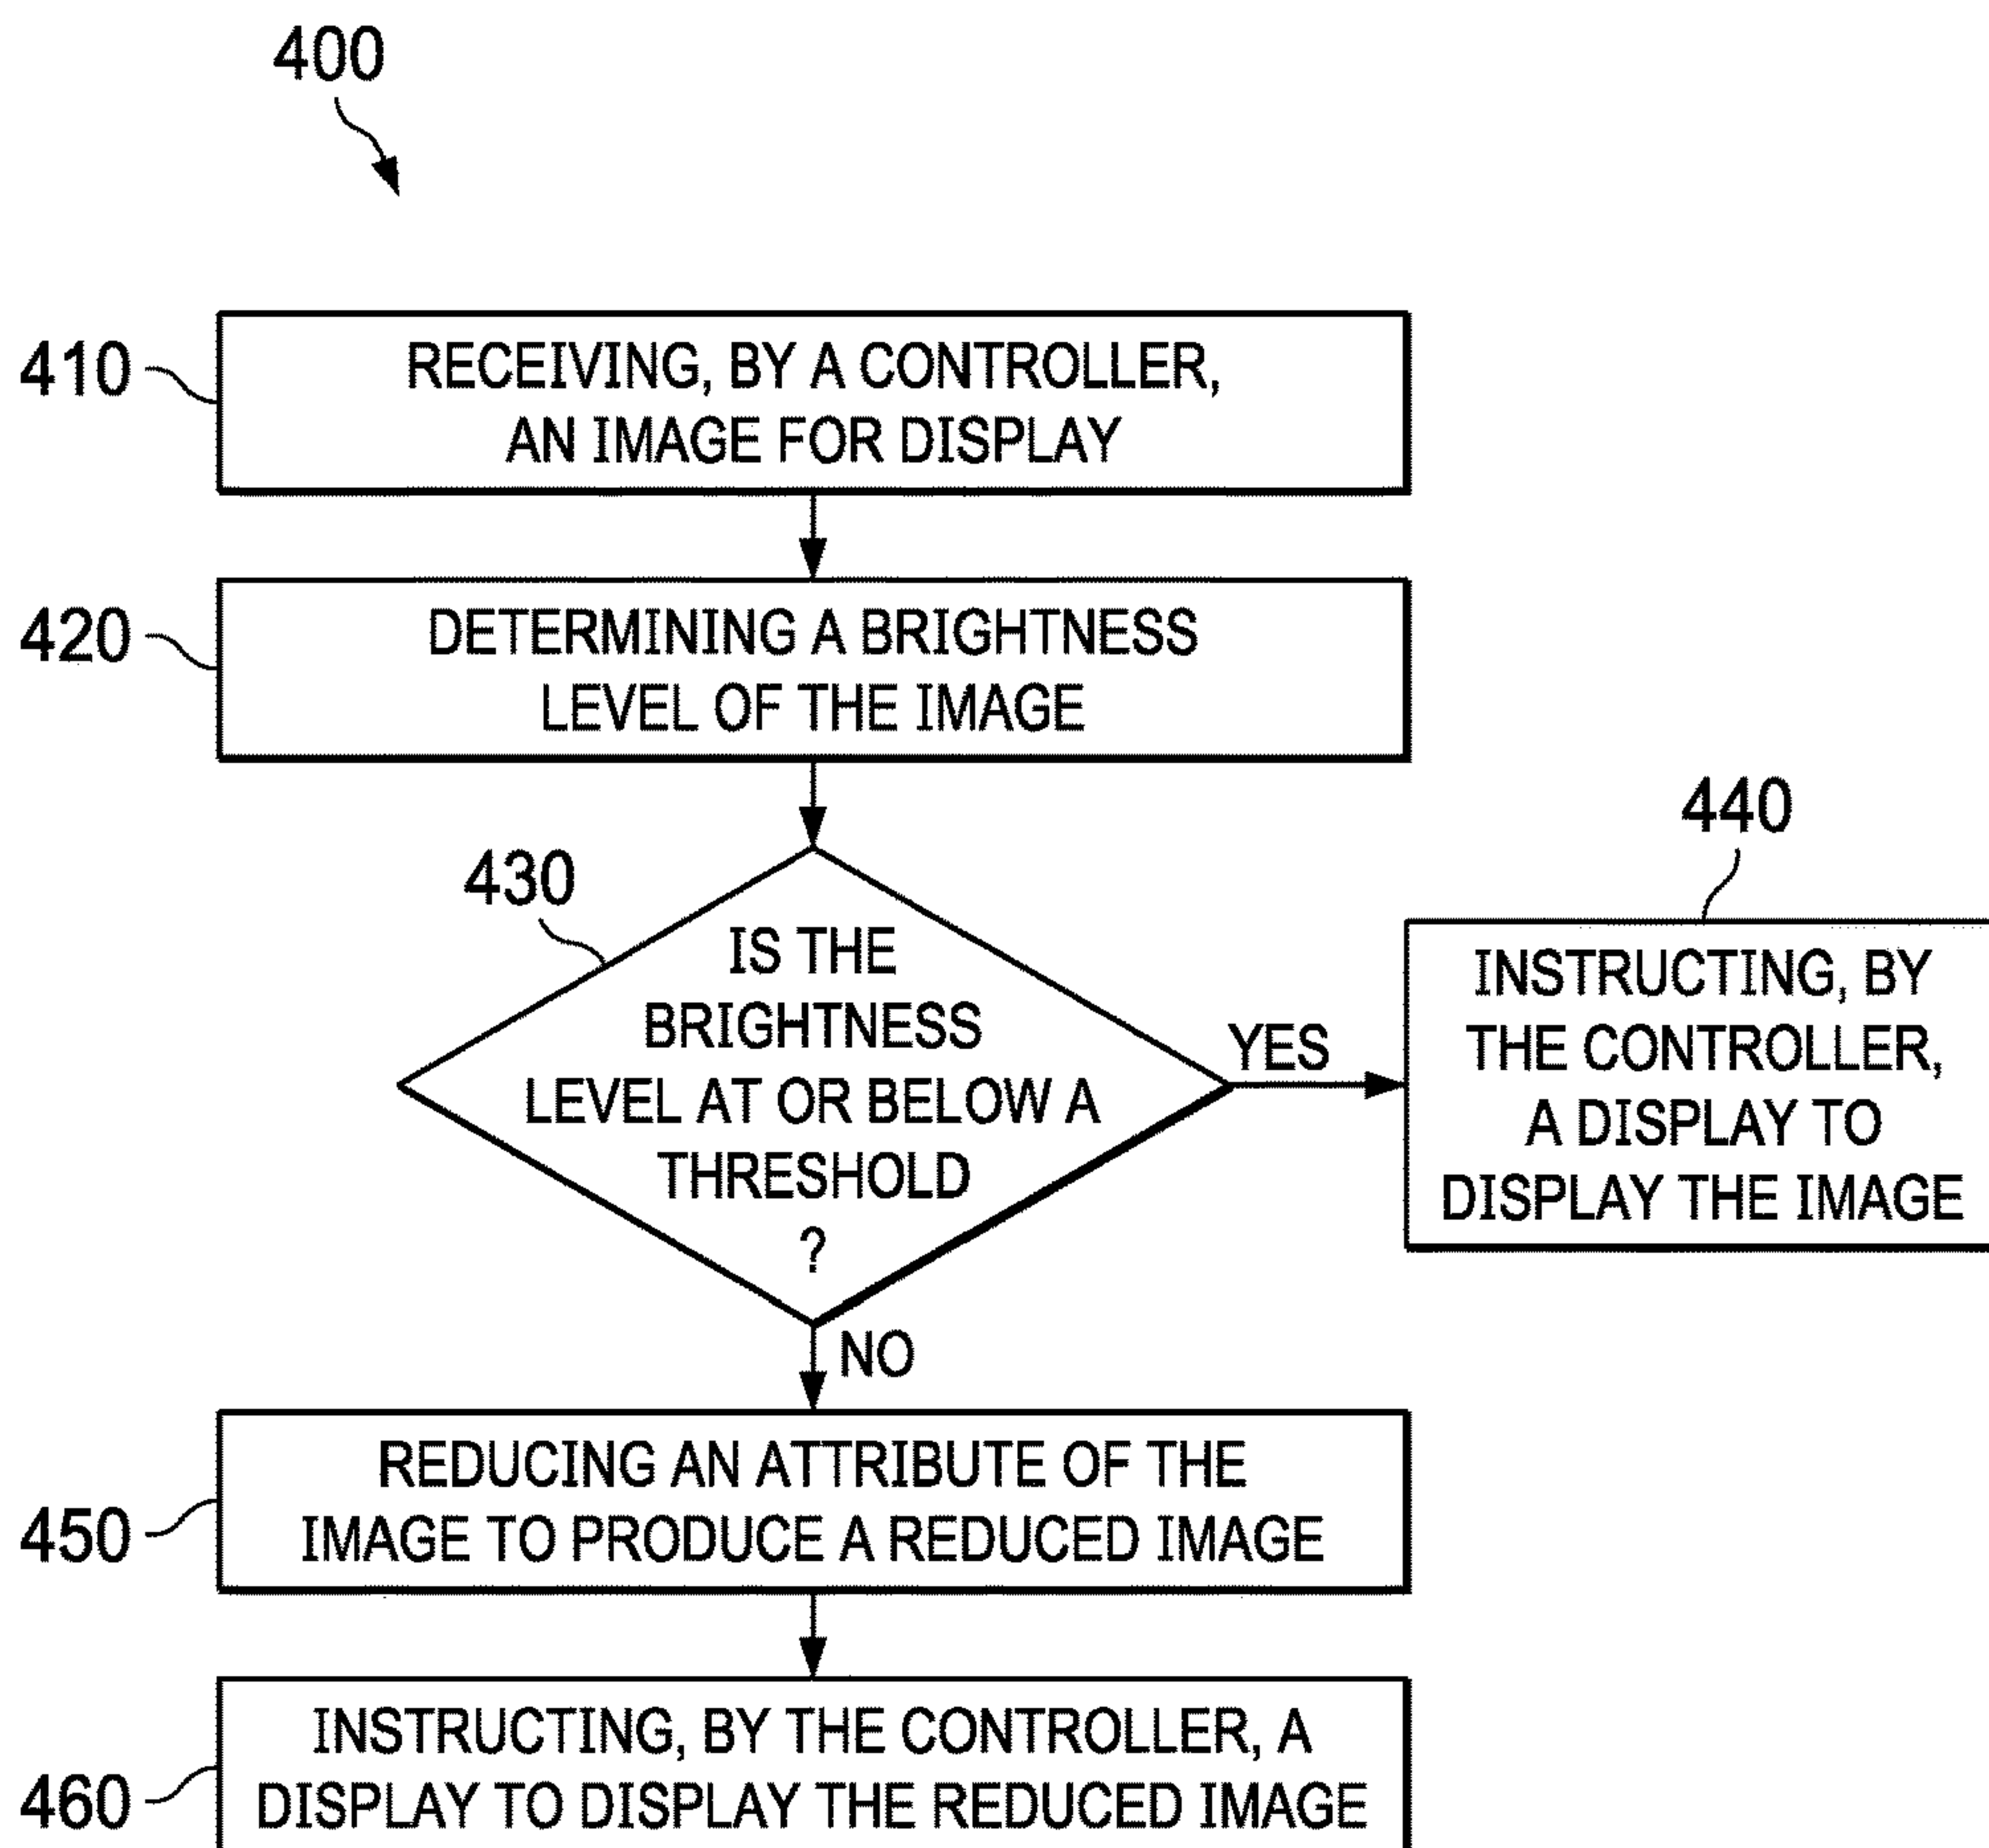 400
410
RECEIVING, BY A CONTROLLER,
AN IMAGE FOR DISPLAY
420
DETERMINING A BRIGHTNESS
LEVEL OF THE IMAGE
430
IS THE
BRIGHTNESS
LEVEL AT OR BELOW A
THRESHOLD
?
YES
440
INSTRUCTING, BY
THE CONTROLLER,
A DISPLAY TO
DISPLAY THE IMAGE
NO
450
REDUCING AN ATTRIBUTE OF THE
IMAGE TO PRODUCE A REDUCED IMAGE
460
INSTRUCTING, BY THE CONTROLLER, A
DISPLAY TO DISPLAY THE REDUCED IMAGE